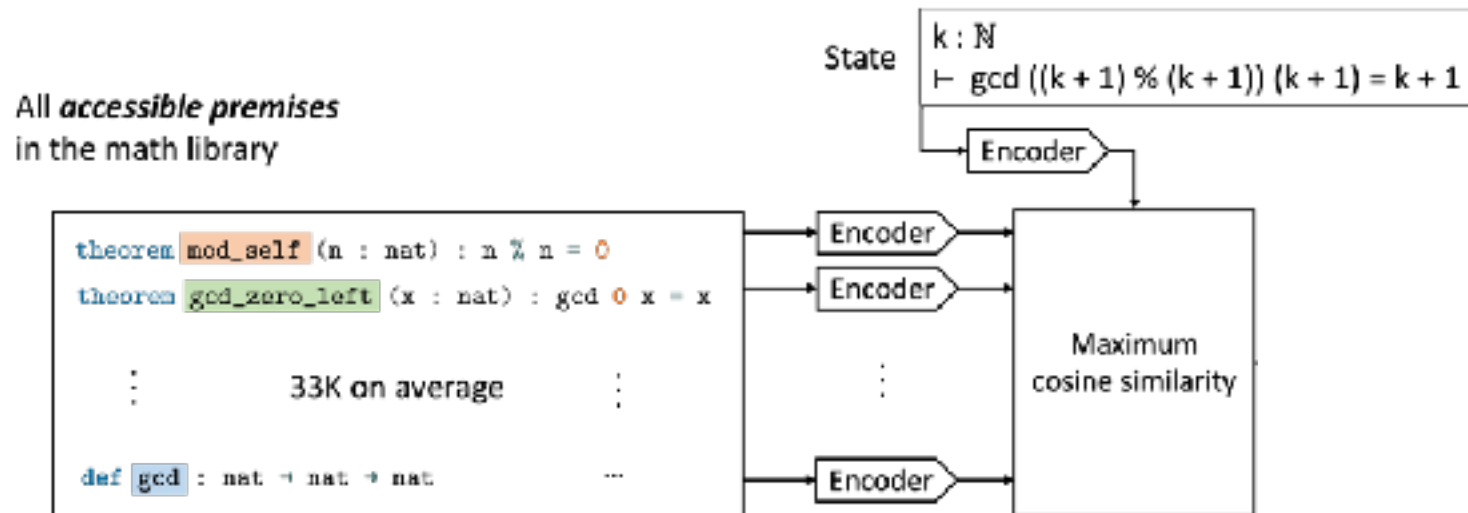 State
k : ℕ
⊢ gcd ((k + 1) % (k + 1)) (k + 1) = k + 1
All accessible premises
in the math library
Encoder
theorem mod_self (n : nat) : n % n = 0
Encoder
theorem gcd_zero_left (x : nat) : gcd 0 x = x
Encoder
⋮ 33K on average ⋮
⋮
Maximum
cosine similarity
def gcd : nat → nat → nat ...
Encoder